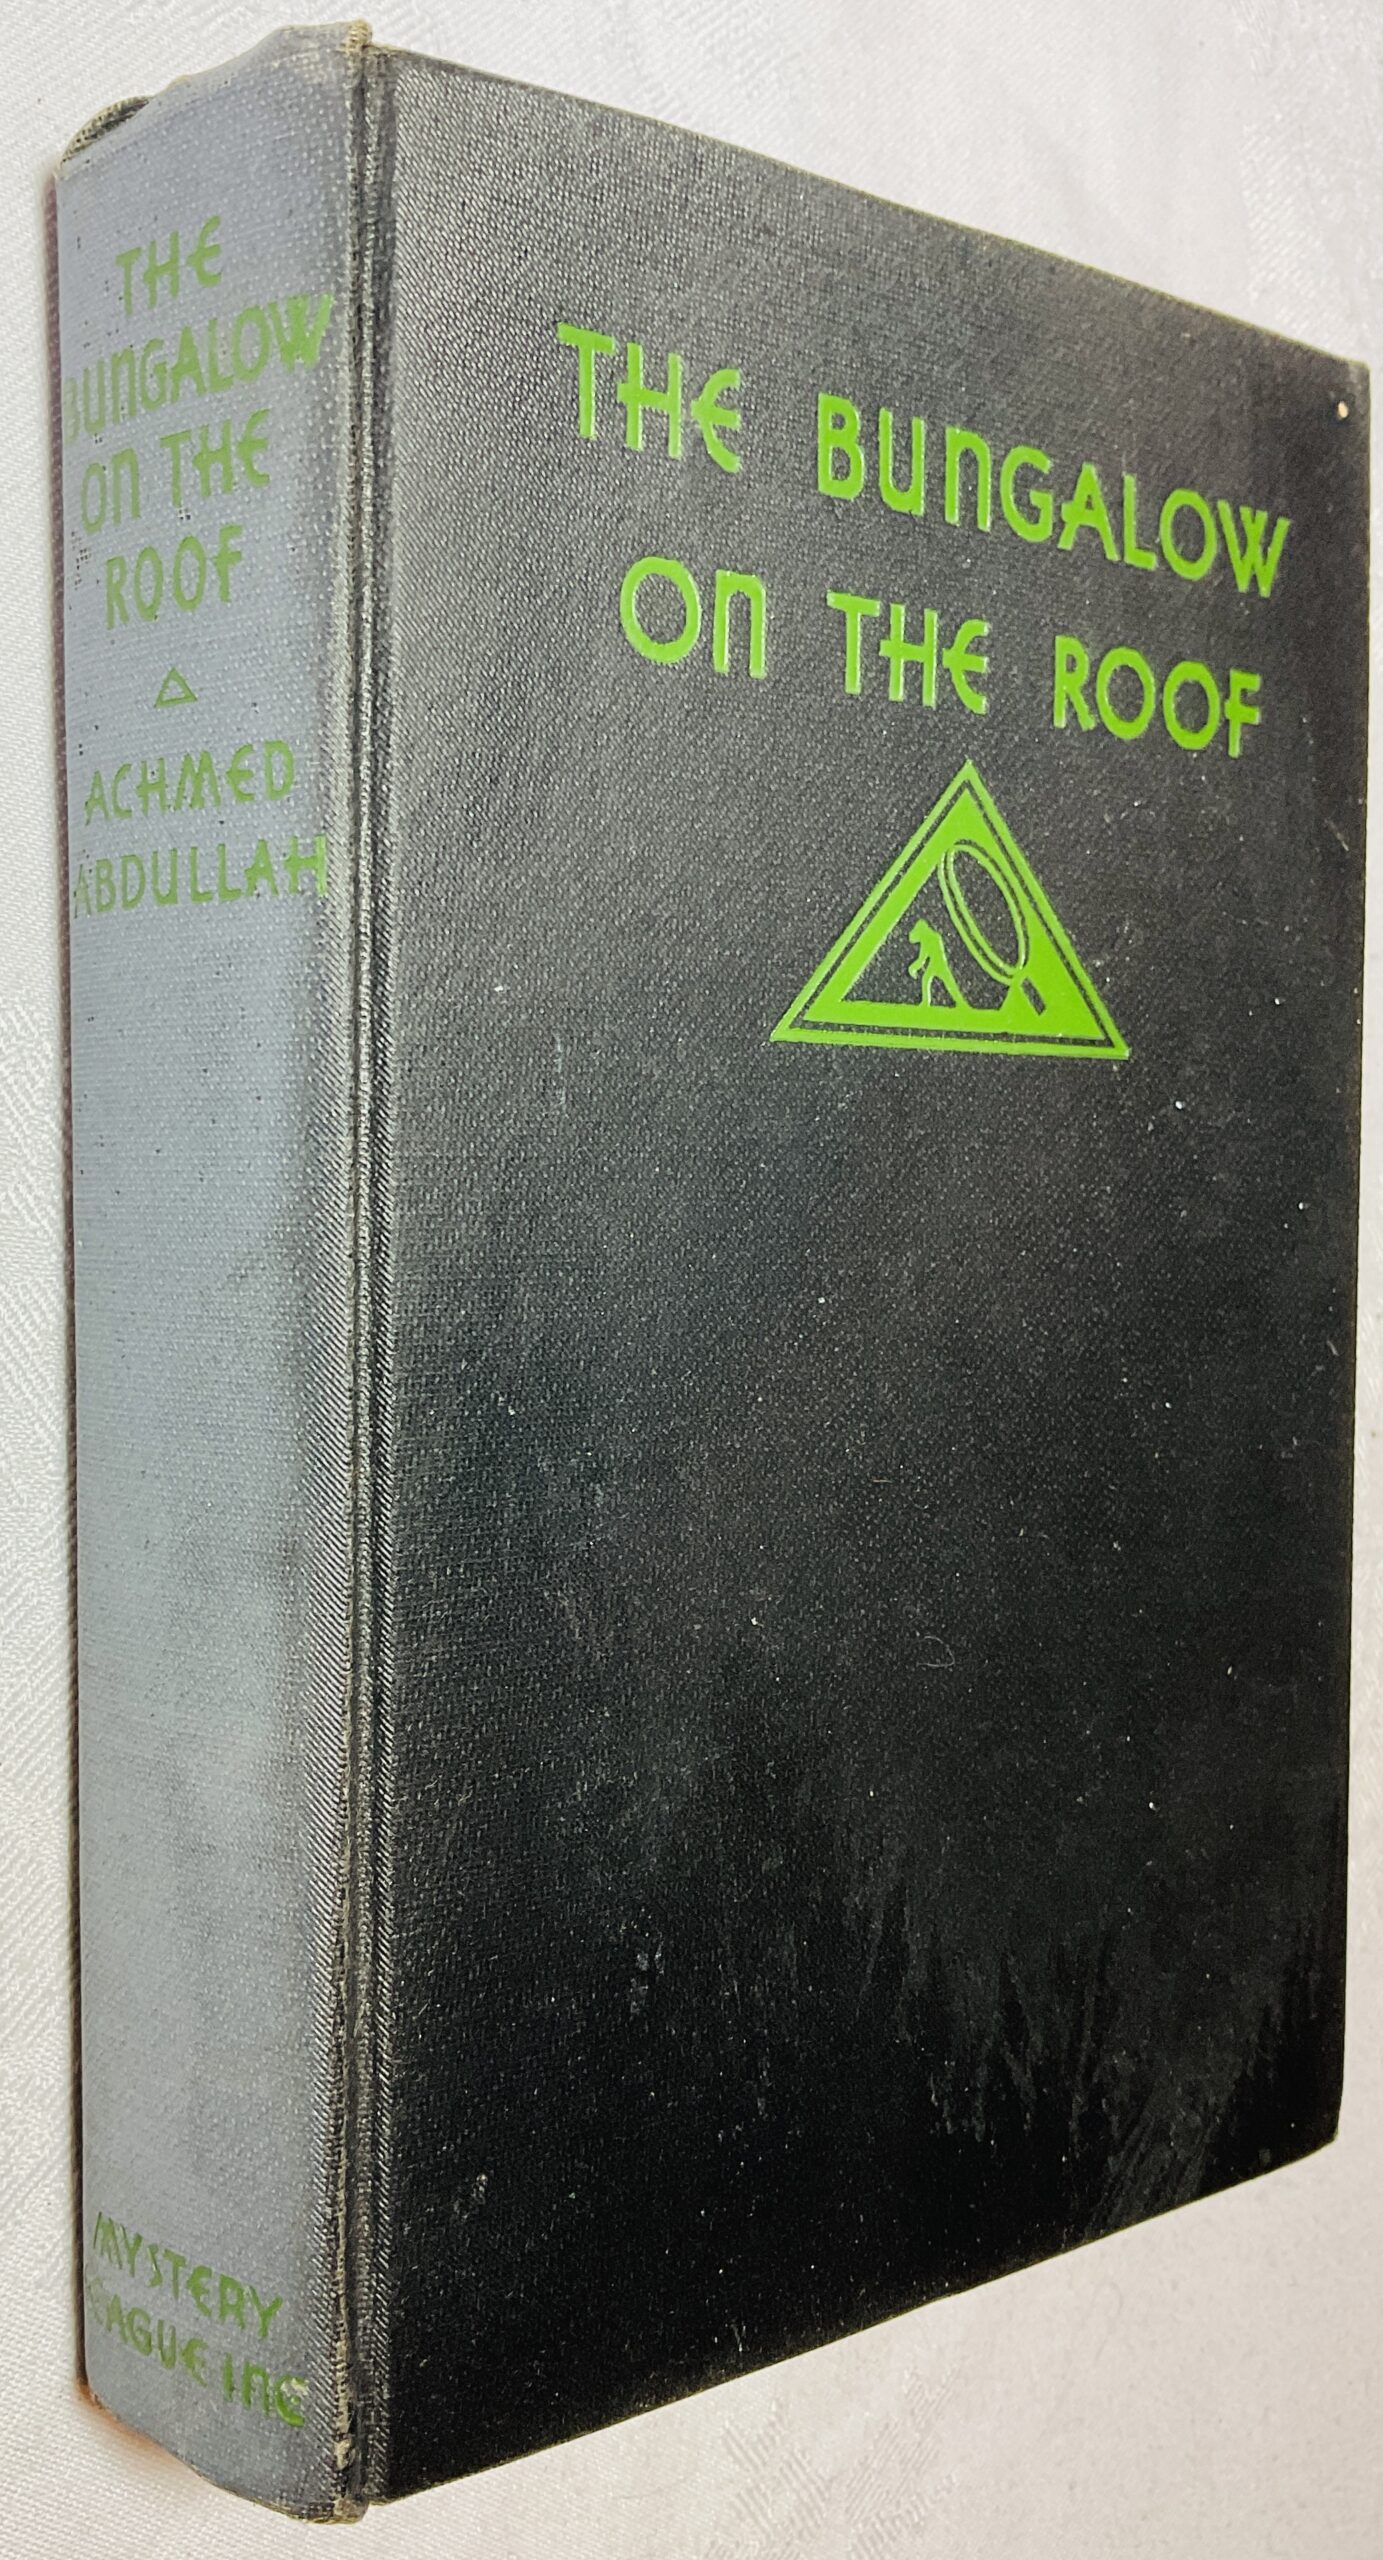 THE
BUNGALOW
ON THE
ROOF
ACHMED
ABDULLAH
MYSTERY
LEAGUE INC
THE BUNGALOW
ON THE ROOF